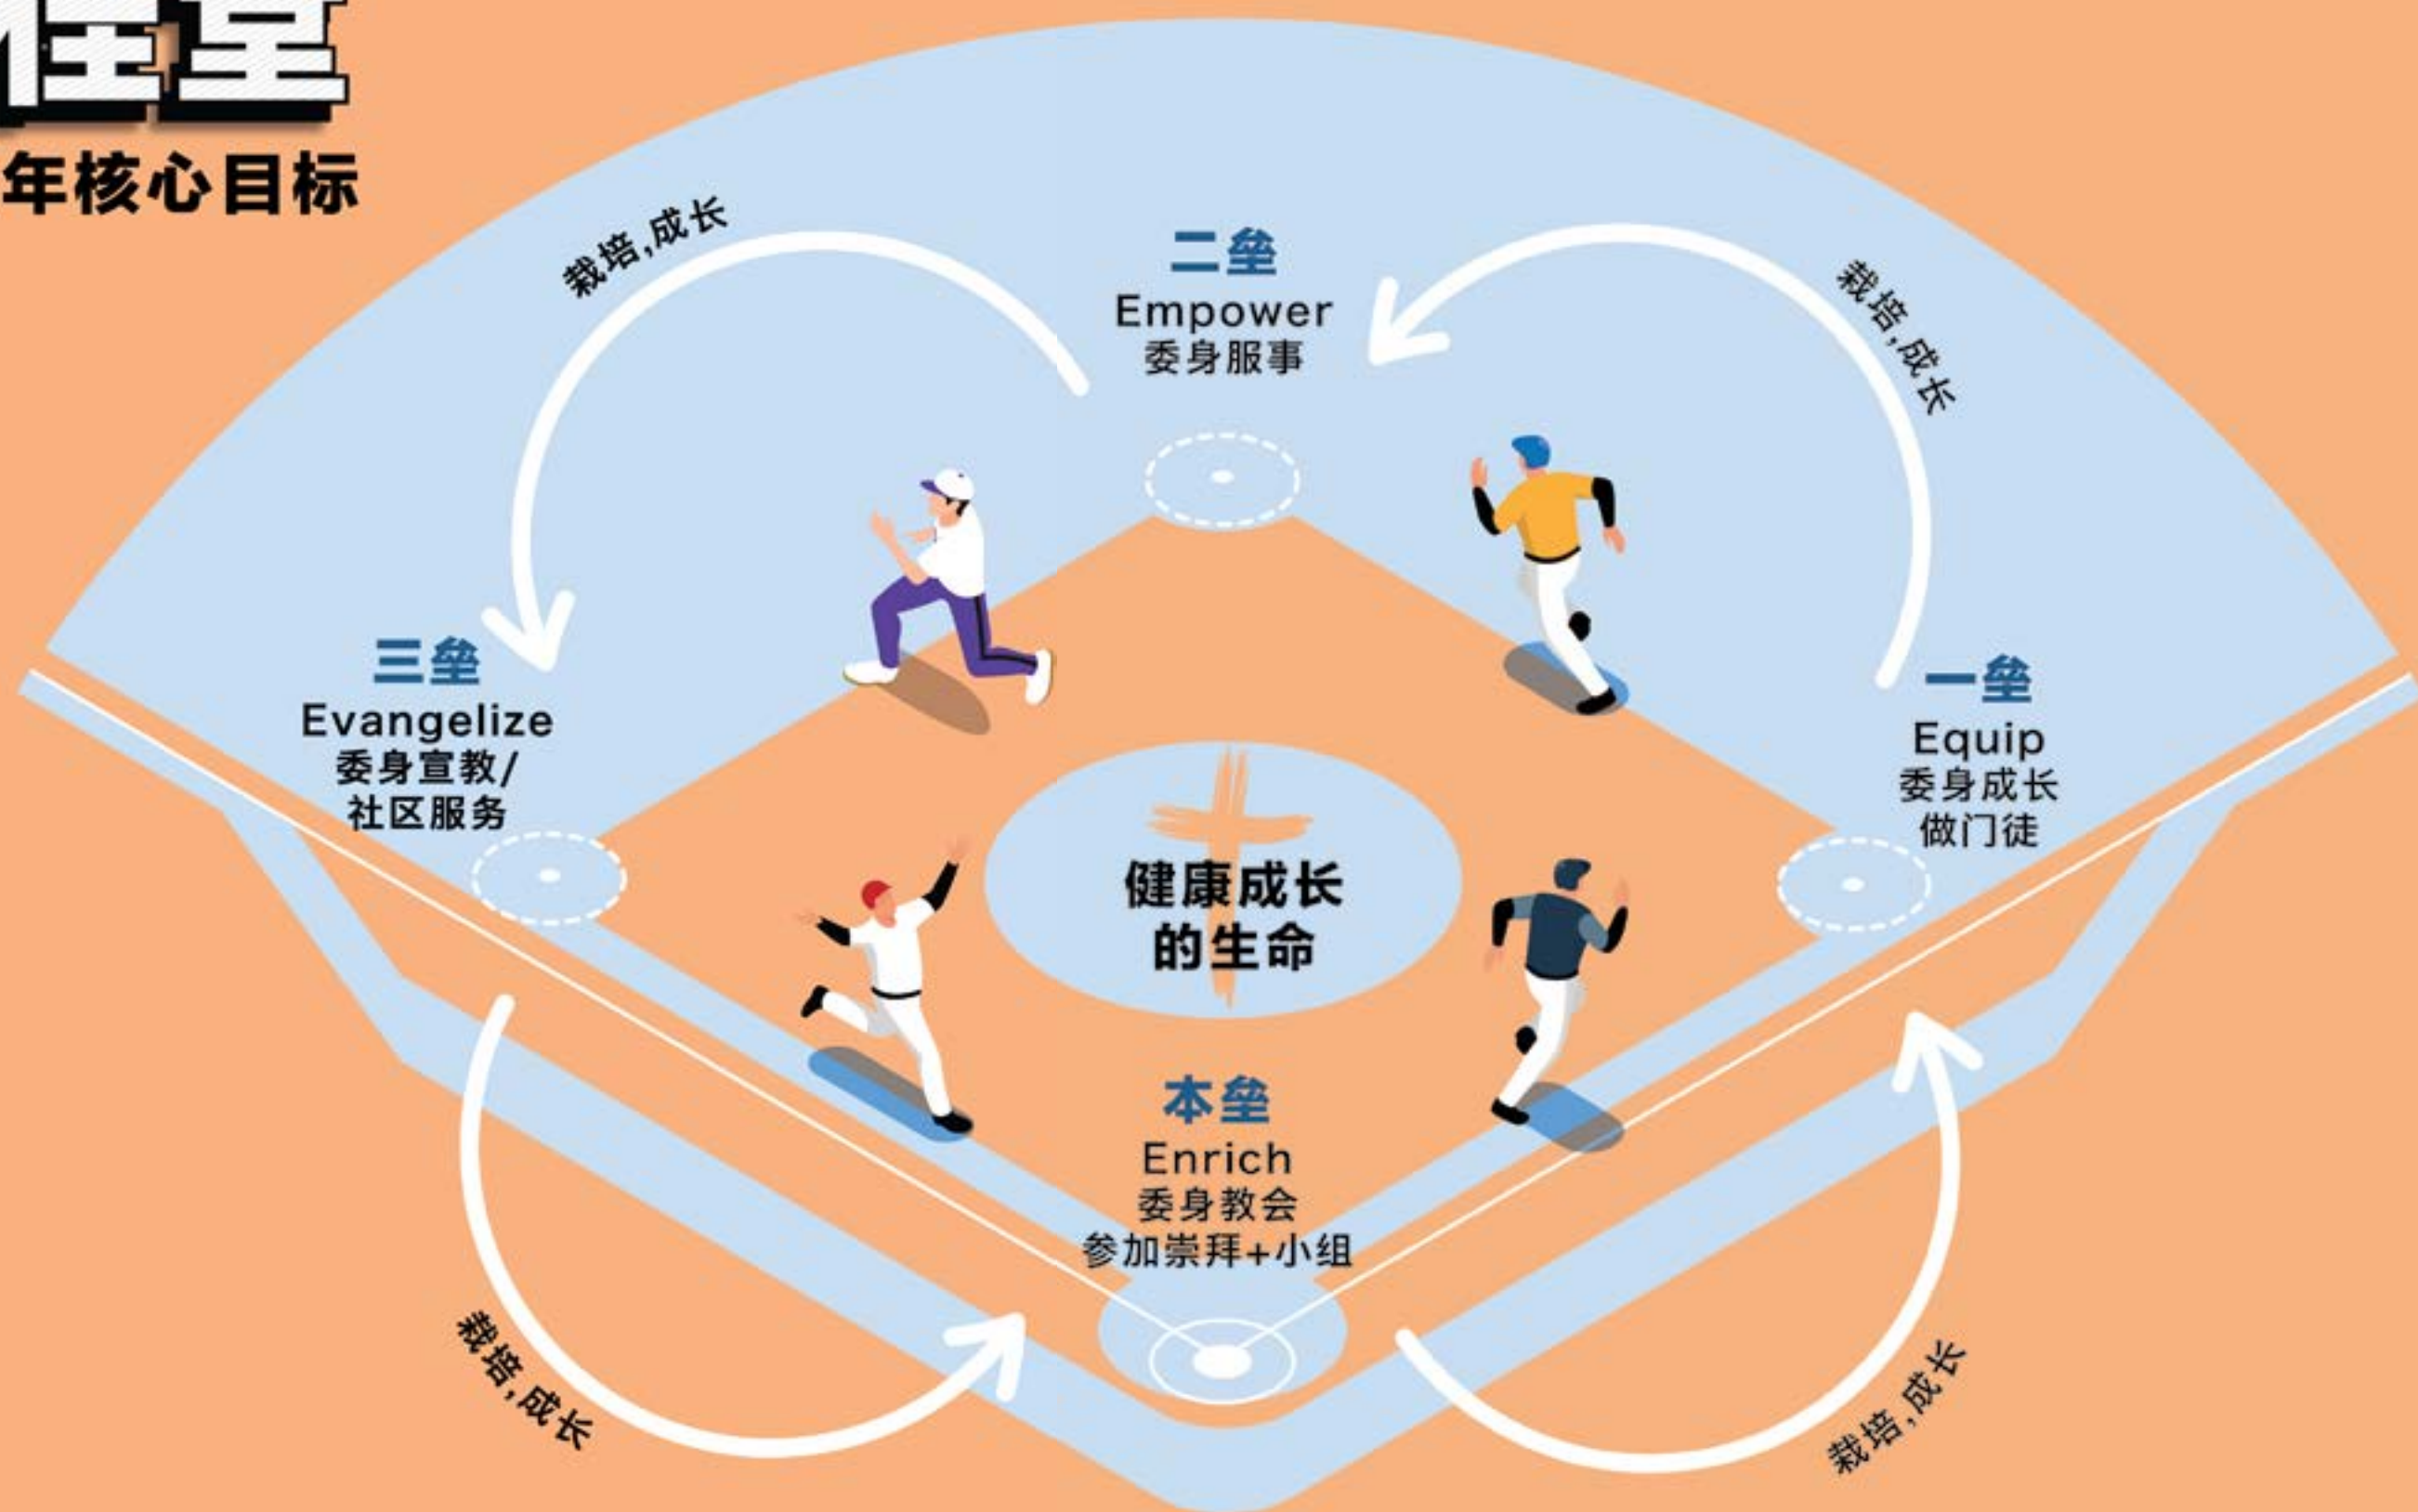 年核心目标
栽培,成长
二垒
Empower
委身服事
栽培,成长
三垒
Evangelize
委身宣教/
社区服务
一垒
Equip
委身成长
做门徒
健康成长
的生命
本垒
Enrich
委身教会
参加崇拜+小组
栽培,成长
栽培,成长